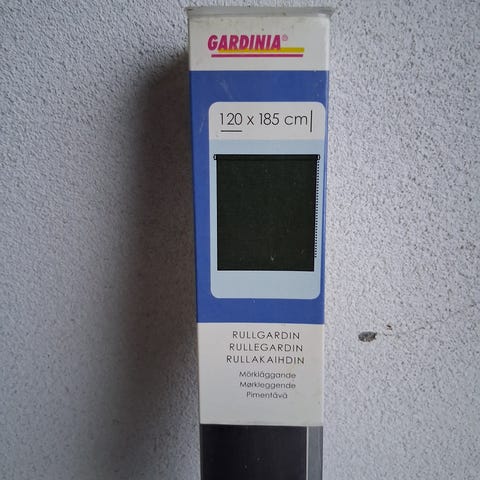 GARDINIA®
120 x 185 cm
RULLGARDIN
RULLEGARDIN
RULLAKAIHDIN
Mörkläggande
Mørkleggende
Pimentävä